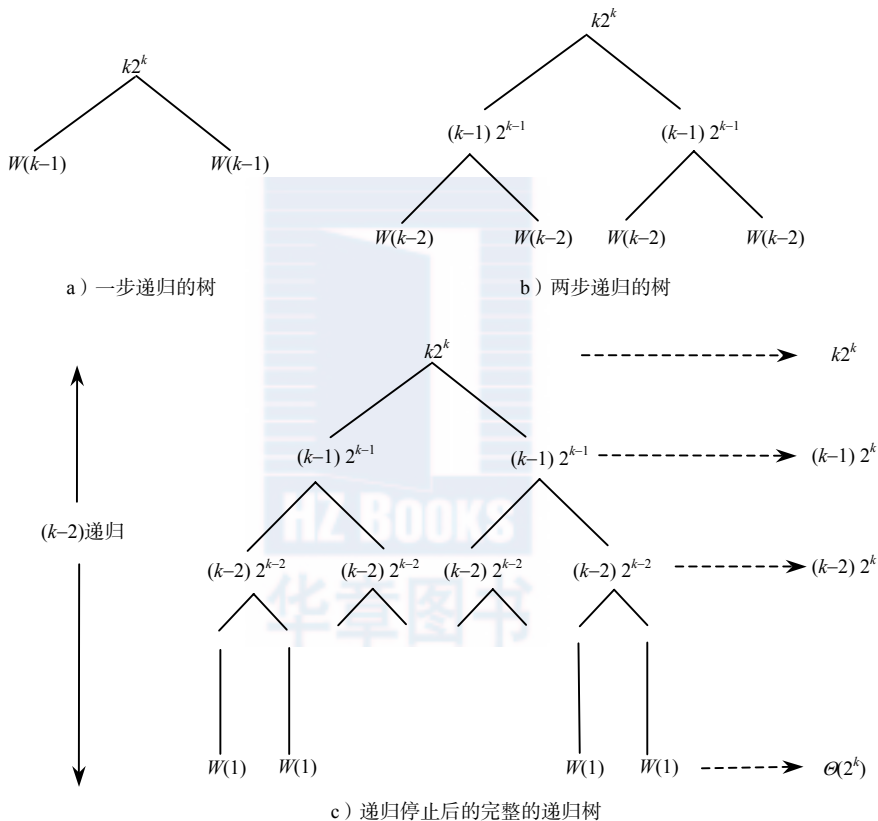 k2^k
k2^k
W(k–1) W(k–1)
(k–1) 2^{k-1} (k–1) 2^{k-1}
W(k–2) W(k–2) W(k–2) W(k–2)
a）一步递归的树
b）两步递归的树
k2^k k2^k
(k–1) 2^{k-1} (k–1) 2^{k-1} (k–1) 2^k
HZ BOOKS
(k–2)递归
(k–2) 2^{k-2} (k–2) 2^{k-2} (k–2) 2^{k-2} (k–2) 2^{k-2} (k–2) 2^k
华章图书
W(1) W(1) W(1) W(1) Θ(2^k)
c）递归停止后的完整的递归树